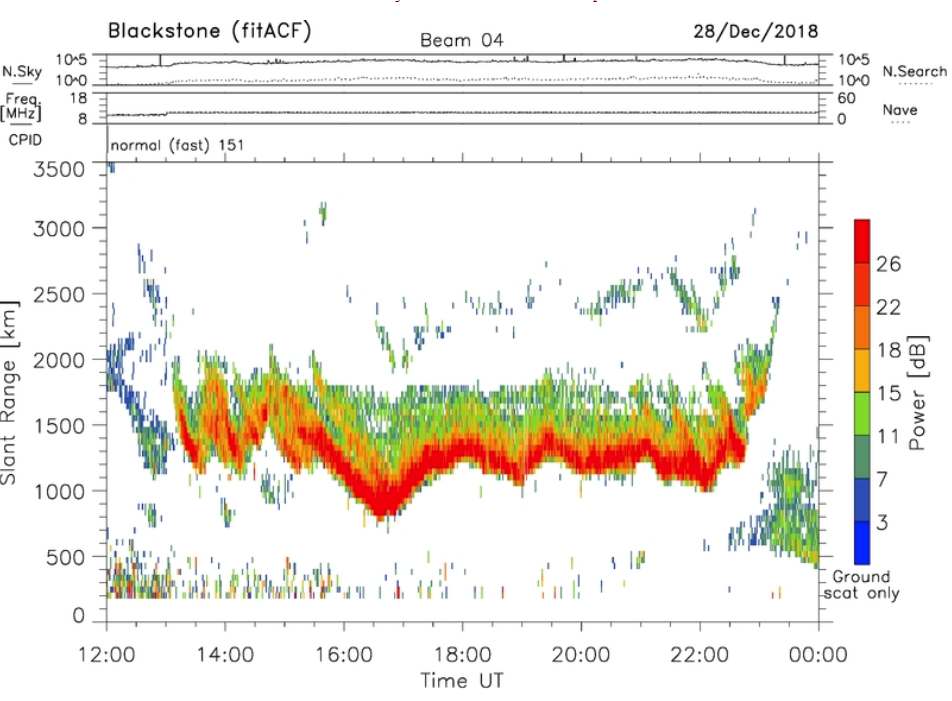 Blackstone (fitACF)
Beam 04
28/Dec/2018
N.Sky
10^5
10^0
10^5
10^0
N.Search
Freq.
[MHz]
18
8
60
0
Nave
CPID
normal (fast) 151
Slant Range [km]
3500
3000
2500
2000
1500
1000
500
0
12:00
14:00
16:00
18:00
20:00
22:00
00:00
Time UT
26
22
18
15
11
7
3
Power [dB]
Ground
scat only